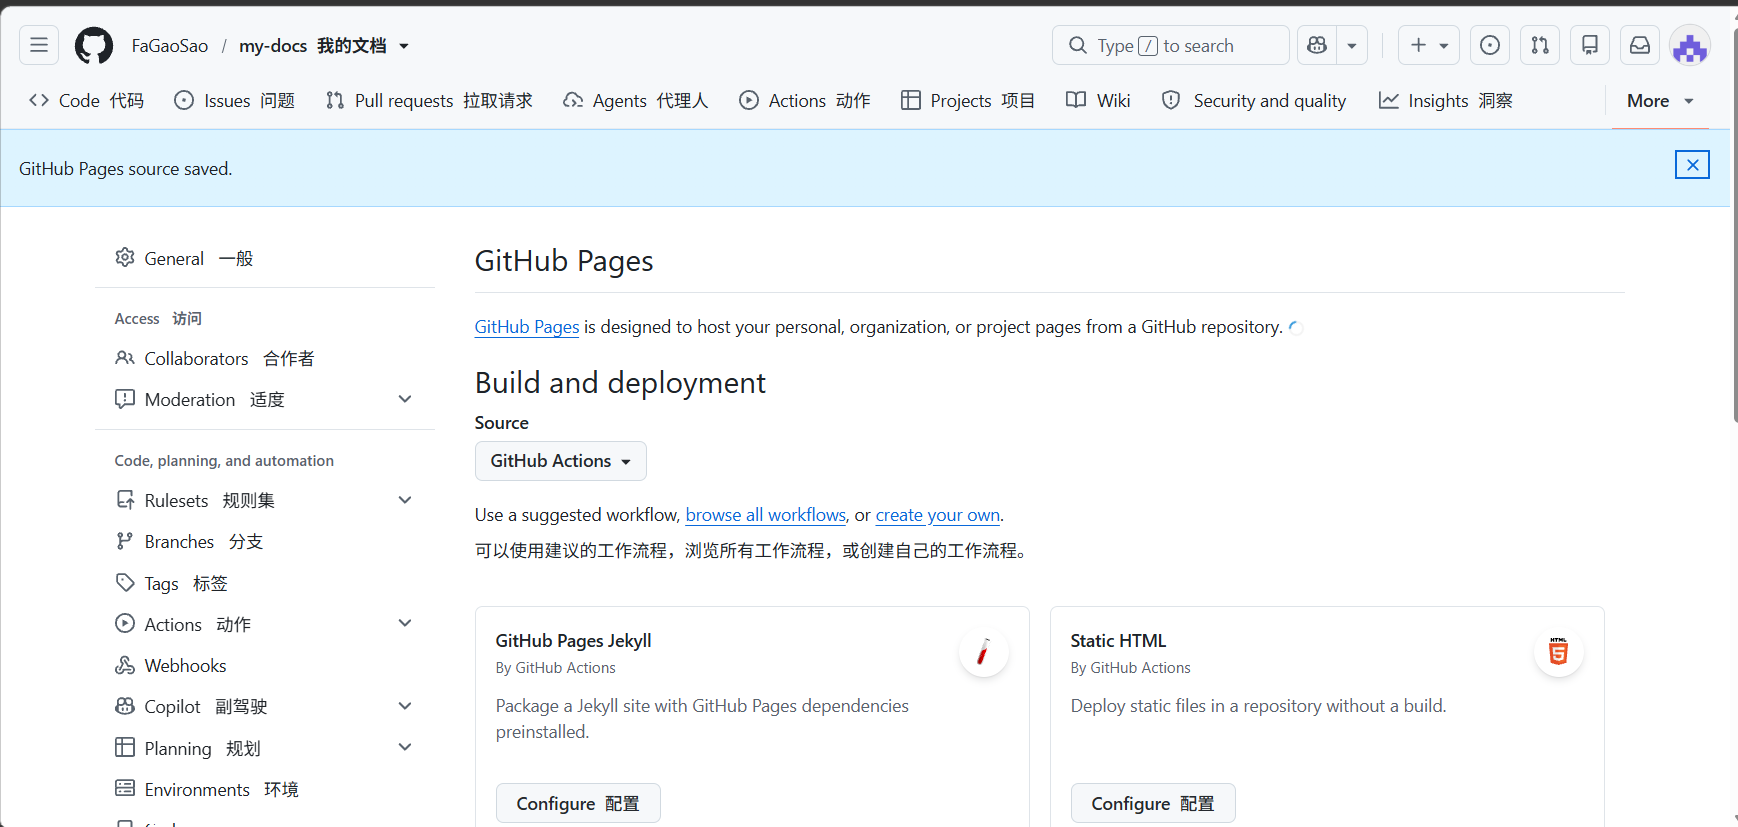 FaGaoSao / my-docs 我的文档
Type / to search
Code 代码 Issues 问题 Pull requests 拉取请求 Agents 代理人 Actions 动作 Projects 项目 Wiki Security and quality Insights 洞察 More
GitHub Pages source saved.
General 一般
Access 访问
Collaborators 合作者
Moderation 适度
Code, planning, and automation
Rulesets 规则集
Branches 分支
Tags 标签
Actions 动作
Webhooks
Copilot 副驾驶
Planning 规划
Environments 环境
GitHub Pages
GitHub Pages is designed to host your personal, organization, or project pages from a GitHub repository.
Build and deployment
Source
GitHub Actions
Use a suggested workflow, browse all workflows, or create your own.
可以使用建议的工作流程，浏览所有工作流程，或创建自己的工作流程。
GitHub Pages Jekyll
By GitHub Actions
Package a Jekyll site with GitHub Pages dependencies
preinstalled.
Configure 配置
Static HTML
By GitHub Actions
HTML
5
Deploy static files in a repository without a build.
Configure 配置